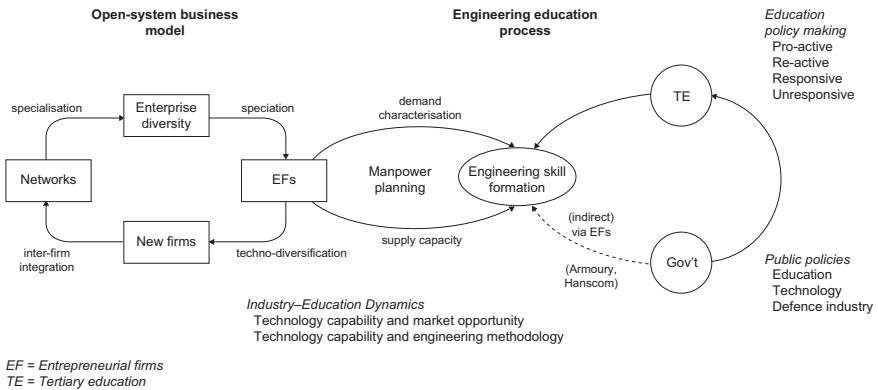 Open-system business
model
Engineering education
process
Education
policy making
Pro-active
Re-active
Responsive
Unresponsive
specialisation
Enterprise
diversity
speciation
demand
characterisation
TE
Networks
EFs
Manpower
planning
Engineering skill
formation
New firms
inter-firm
integration
techno-diversification
supply capacity
(indirect)
via EFs
(Armoury,
Hanscom)
Gov't
Public policies
Education
Technology
Defence industry
Industry–Education Dynamics
Technology capability and market opportunity
Technology capability and engineering methodology
EF = Entrepreneurial firms
TE = Tertiary education